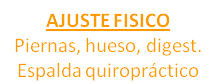 AJUSTE FISICO
Piernas, hueso, digest.
Espalda quiropráctico